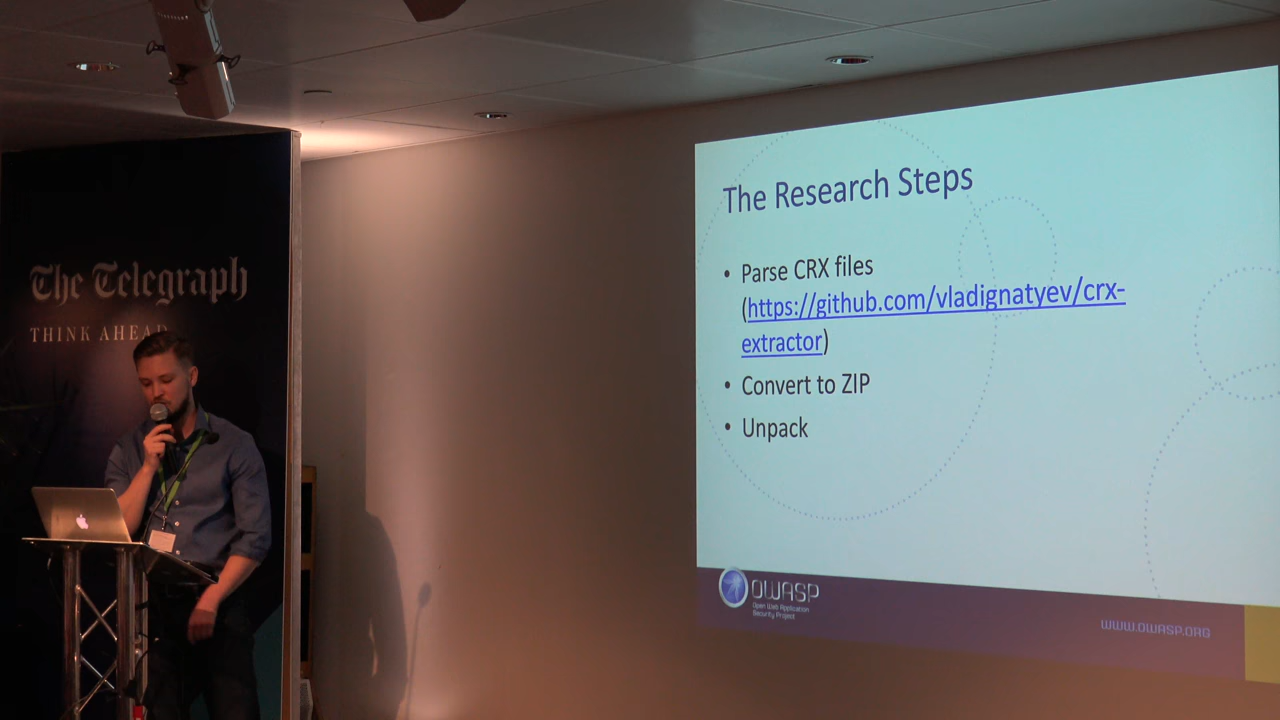 The Telegraph
THINK AHEAD
The Research Steps
• Parse CRX files
(https://github.com/vladignatyev/crx-
extractor)
• Convert to ZIP
• Unpack
OWASP
Open Web Application
Security Project
WWW.OWASP.ORG